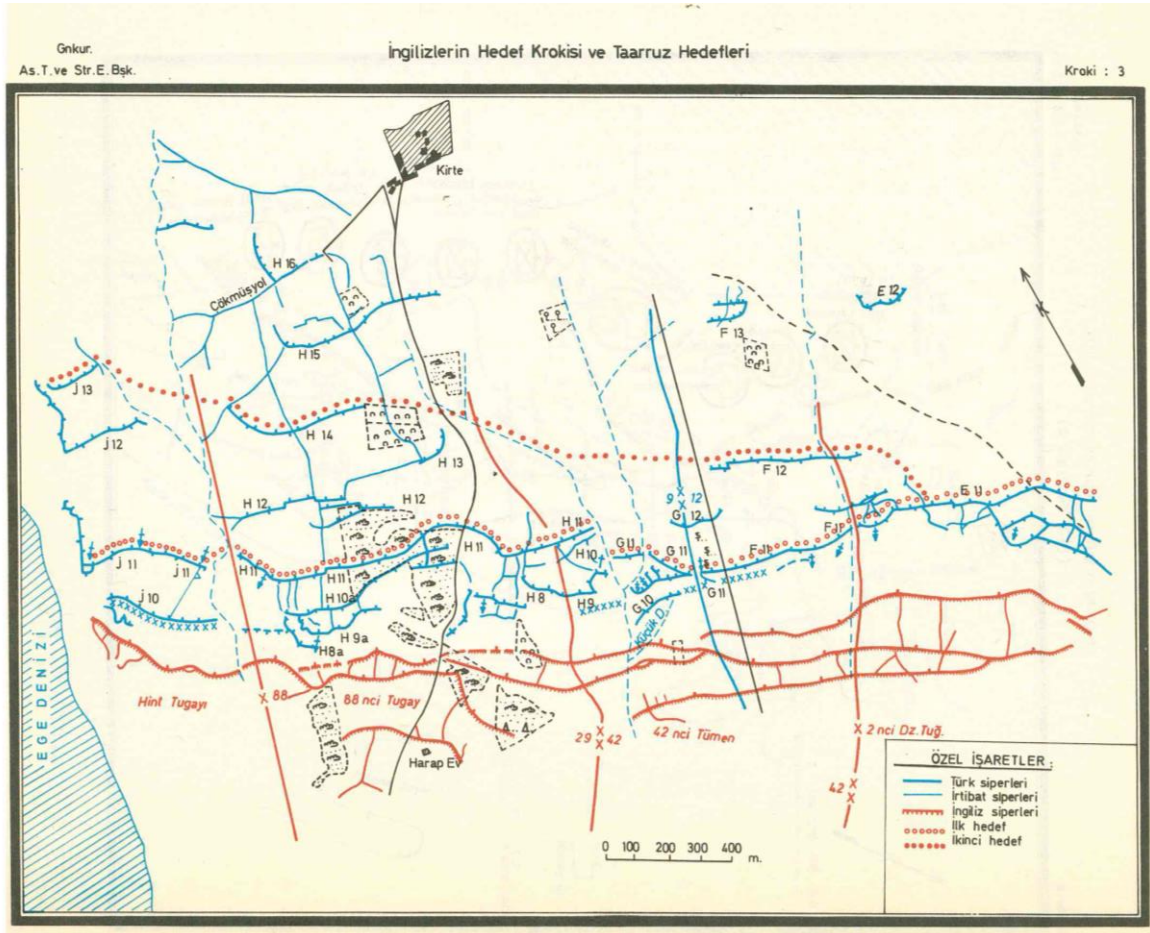 Gnkur.
As.T.ve Str.E.Bşk.
İngilizlerin Hedef Krokisi ve Taarruz Hedefleri
Kroki : 3
Kirte
H 16
Çökmüşyol
E 12
F 13
H 15
J 13
J 12
H 14
H 13
F 12
H 12
H 12
9 12
G 12
E 11
F 11
H 11
H 11
G 11
G 11
F 11
J 11
J 11
H 11
H 11
H 10
H 10a
H 8
H 9
G 10
G 11
J 10
H 9a
H8a
Küçük D.
EGE DENİZİ
Hint Tugayı
88
88 nci Tugay
29 42
42 nci Tümen
2 nci Dz.Tuğ.
42
Harap Ev
0 100 200 300 400
m.
ÖZEL İŞARETLER :
Türk siperleri
İrtibat siperleri
İngiliz siperleri
İlk hedef
İkinci hedef